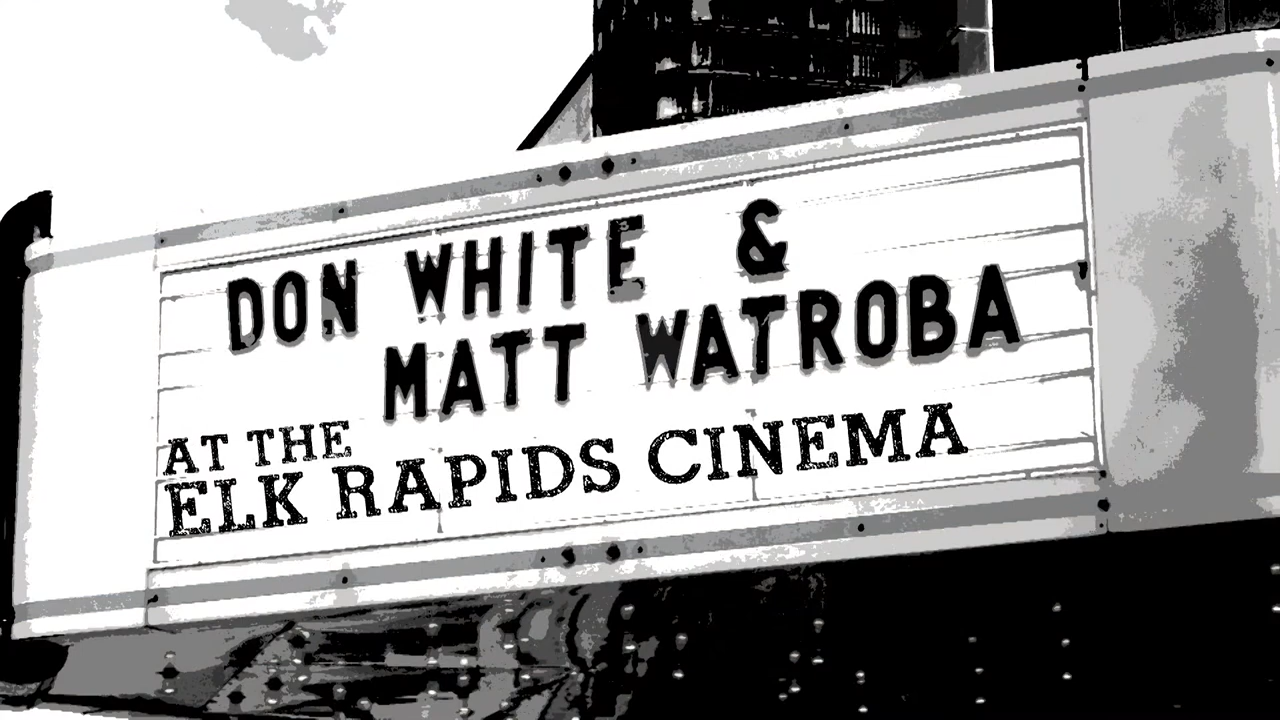 DON WHITE &
MATT WATROBA
AT THE
ELK RAPIDS CINEMA